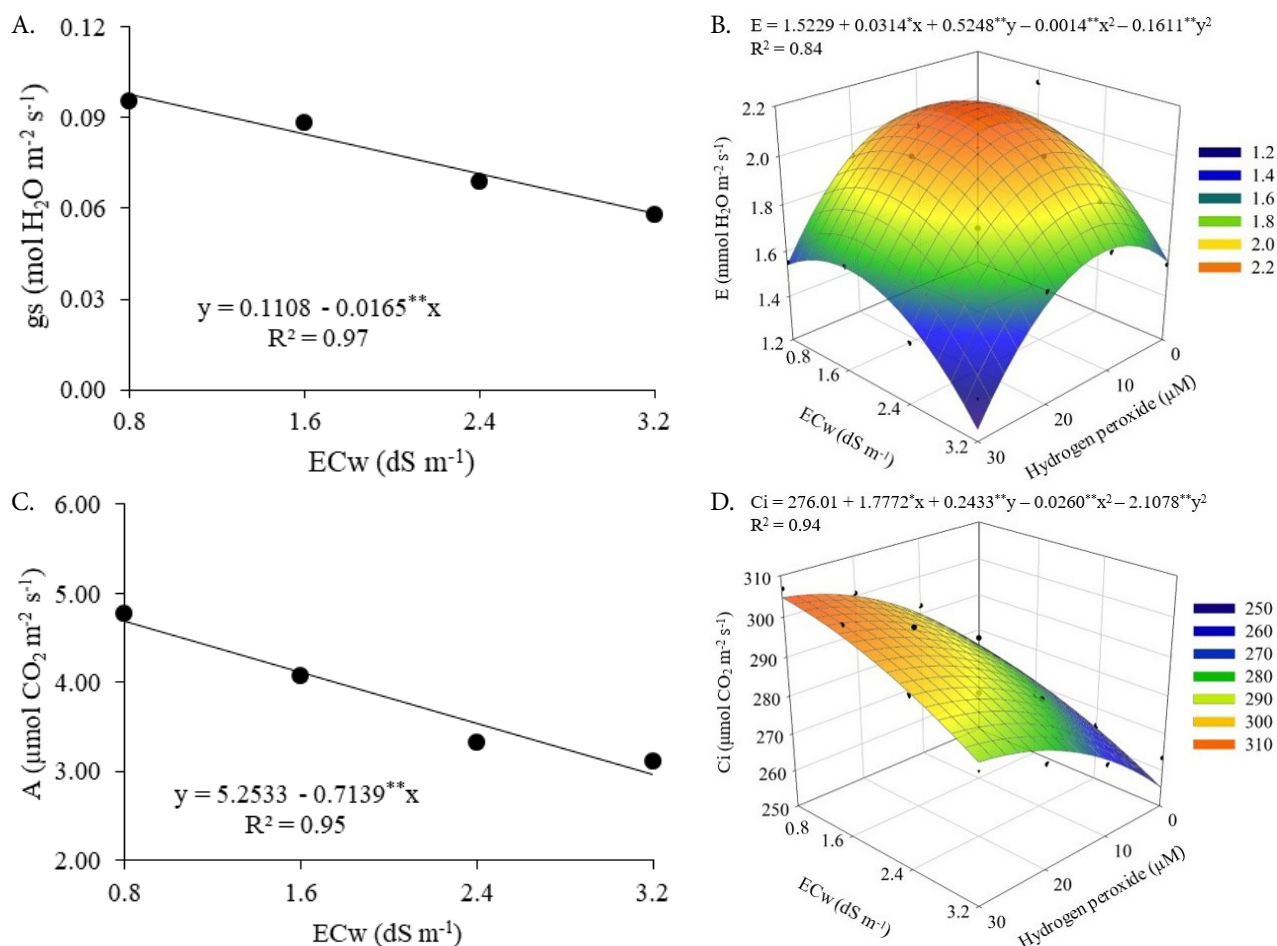 A.
0.12
0.09
0.06
0.03
0.00
gs (mol H₂O m⁻² s⁻¹)
y = 0.1108 - 0.0165**x
R² = 0.97
0.8 1.6 2.4 3.2
ECw (dS m⁻¹)
B. E = 1.5229 + 0.0314*x + 0.5248**y – 0.0014**x² – 0.1611**y²
R² = 0.84
2.2
2.0
1.8
1.6
1.4
1.2
E (mmol H₂O m⁻² s⁻¹)
0.8
1.6
2.4
3.2
ECw (dS m⁻¹)
0
10
20
30
Hydrogen peroxide (µM)
1.2
1.4
1.6
1.8
2.0
2.2
C.
6.00
5.00
4.00
3.00
2.00
A (µmol CO₂ m⁻² s⁻¹)
y = 5.2533 - 0.7139**x
R² = 0.95
0.8 1.6 2.4 3.2
ECw (dS m⁻¹)
D. Ci = 276.01 + 1.7772*x + 0.2433**y – 0.0260**x² – 2.1078**y²
R² = 0.94
310
300
290
280
270
260
250
Ci (µmol CO₂ m⁻² s⁻¹)
0.8
1.6
2.4
3.2
ECw (dS m⁻¹)
0
10
20
30
Hydrogen peroxide (µM)
250
260
270
280
290
300
310